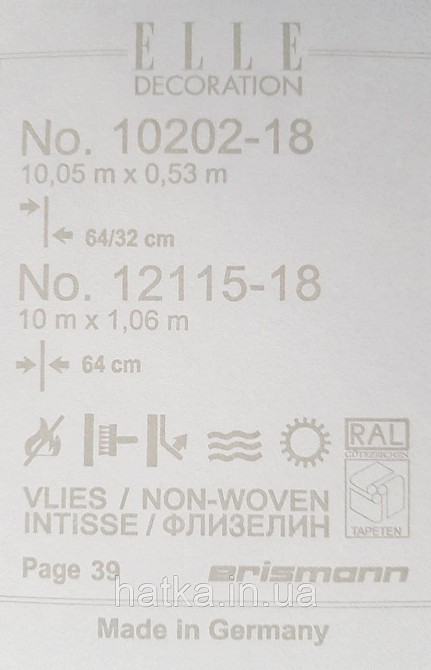 ELLE
DECORATION
No. 10202-18
10,05 m x 0,53 m
64/32 cm
No. 12115-18
10 m x 1,06 m
64 cm
RAL
GÜTEZEICHEN
TAPETEN
VLIES / NON-WOVEN
INTISSE / ФЛИЗЕЛИН
Page 39
erismann
hatka.in.ua
Made in Germany